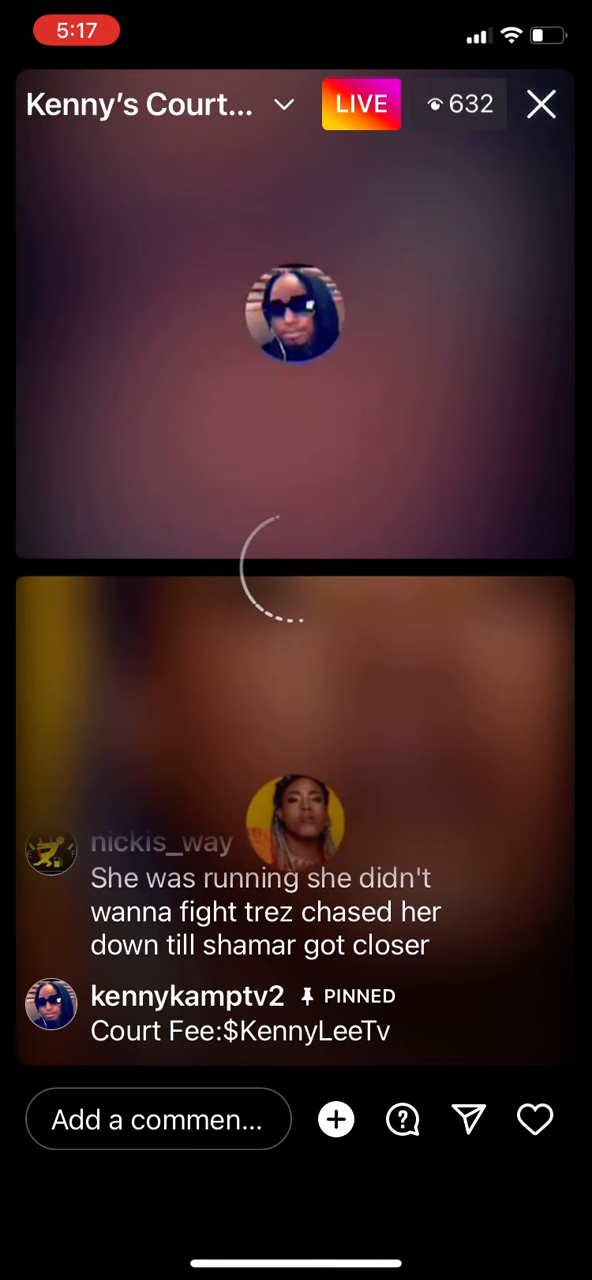 5:17
Kenny's Court... LIVE 632
nickis_way
She was running she didn't
wanna fight trez chased her
down till shamar got closer
kennykamptv2 PINNED
Court Fee:$KennyLeeTv
Add a commen...